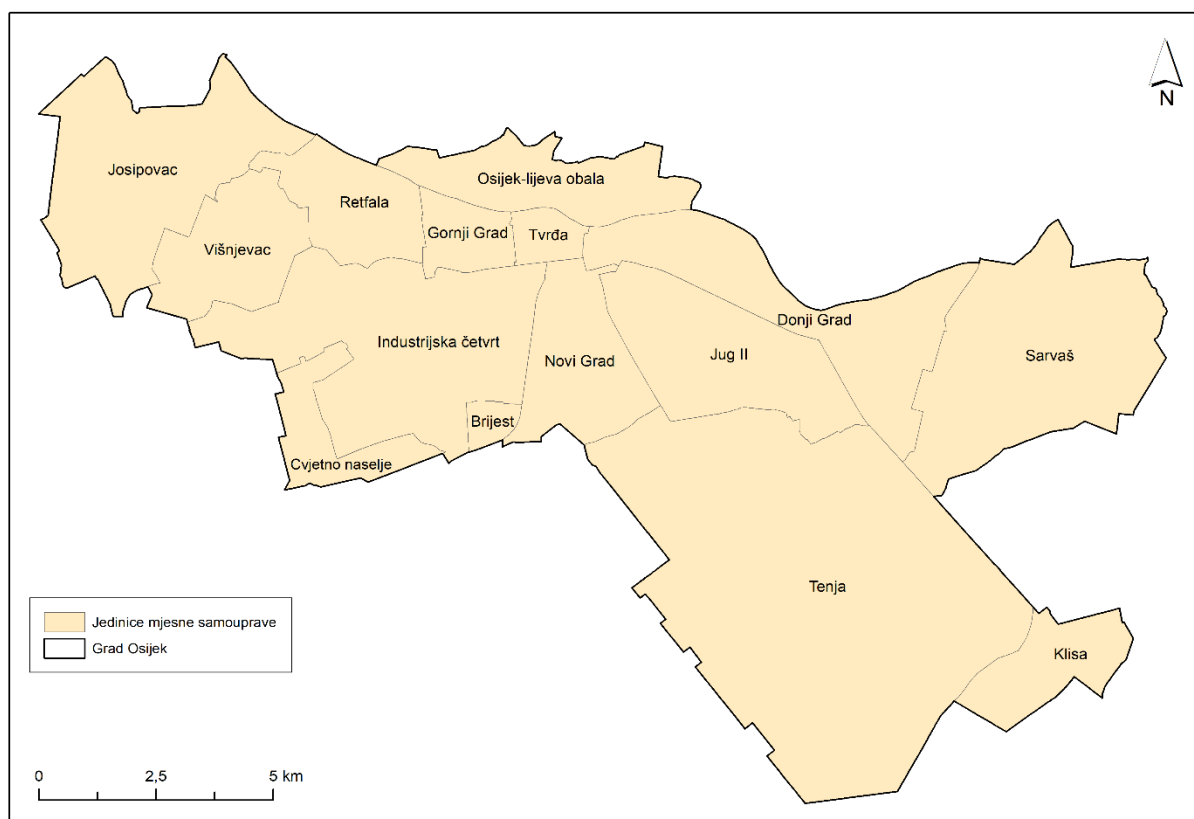 N
Josipovac
Osijek-lijeva obala
Retfala
Gornji Grad
Tvrđa
Višnjevac
Donji Grad
Industrijska četvrt
Novi Grad
Jug II
Sarvaš
Brijest
Cvjetno naselje
Tenja
Klisa
Jedinice mjesne samouprave
Grad Osijek
0 2,5 5 km